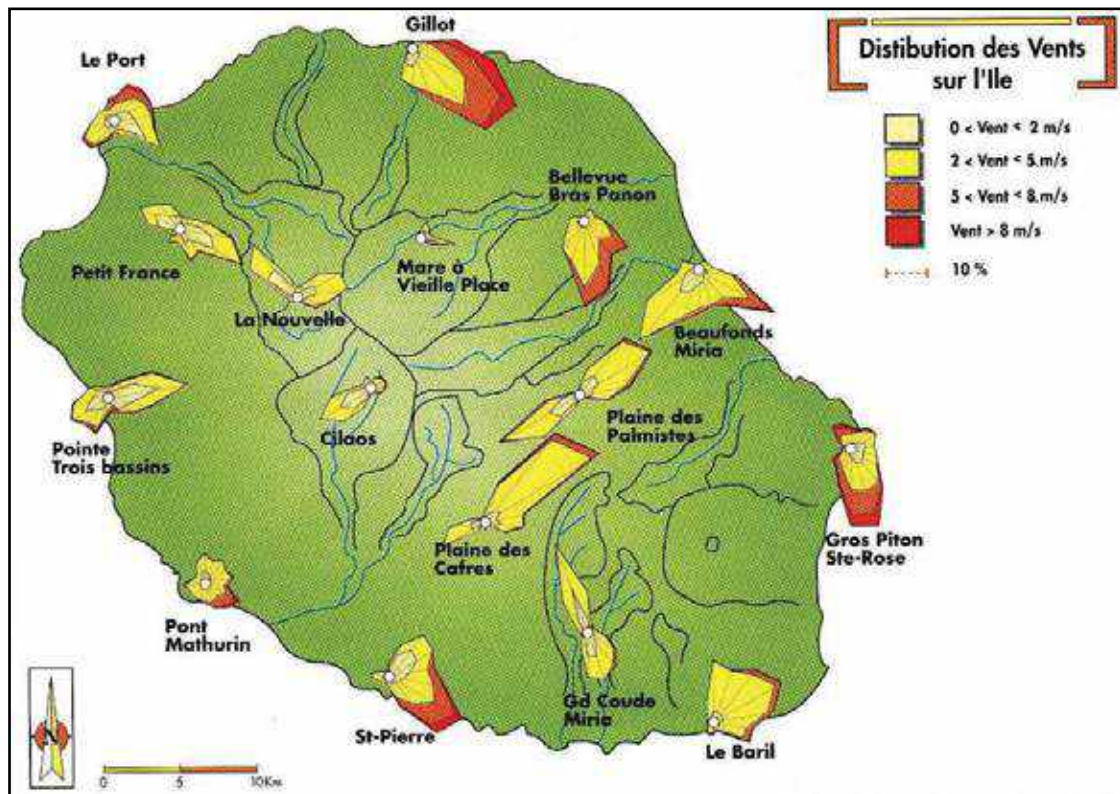 Distibution des Vents
sur l'Ile
0 < Vent ≤ 2 m/s
2 < Vent ≤ 5.m/s
5 < Vent ≤ 8.m/s
Vent > 8 m/s
10 %
Gillot
Le Port
Bellevue
Bras Panon
Petit France
Mare à
Vieille Place
La Nouvelle
Beaufonds
Miria
Cilaos
Plaine des
Palmistes
Pointe
Trois bassins
Plaine des
Cafres
Gros Piton
Ste-Rose
Pont
Mathurin
Gd Coude
Miria
St-Pierre
Le Baril
N
0 5 10Km